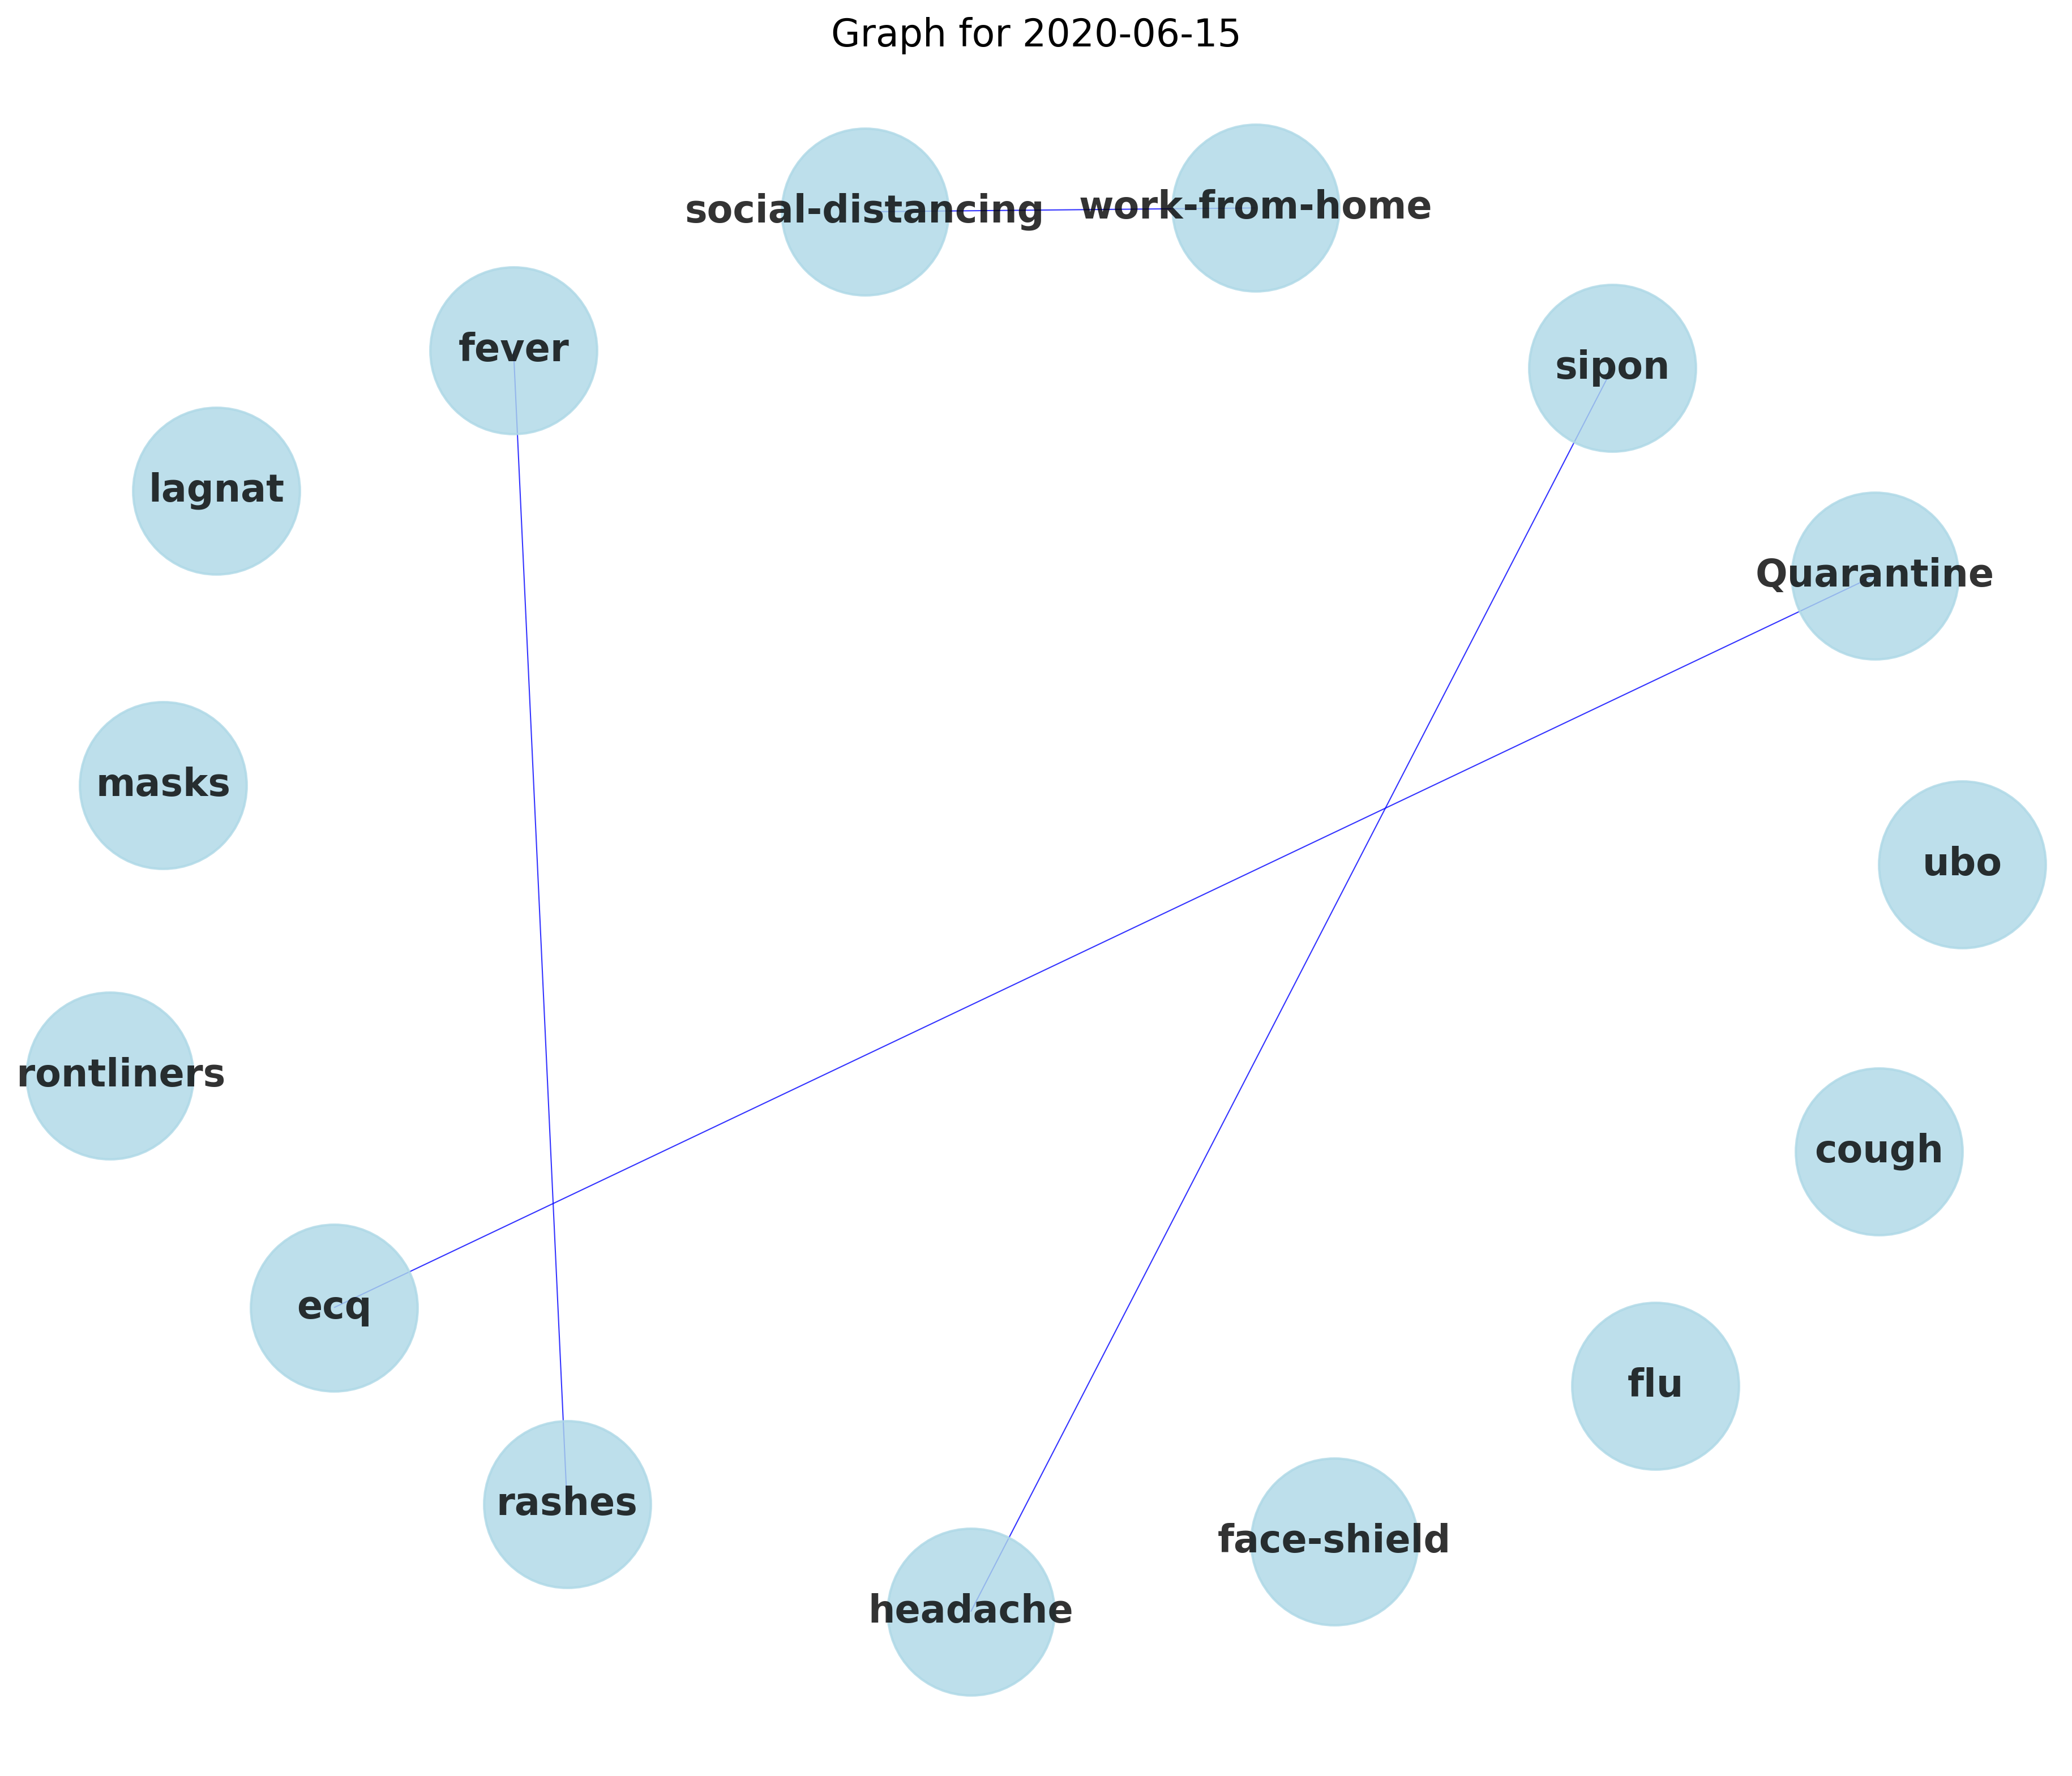 Graph for 2020-06-15
social-distancing
work-from-home
fever
sipon
lagnat
Quarantine
masks
ubo
rontliners
cough
ecq
flu
rashes
face-shield
headache